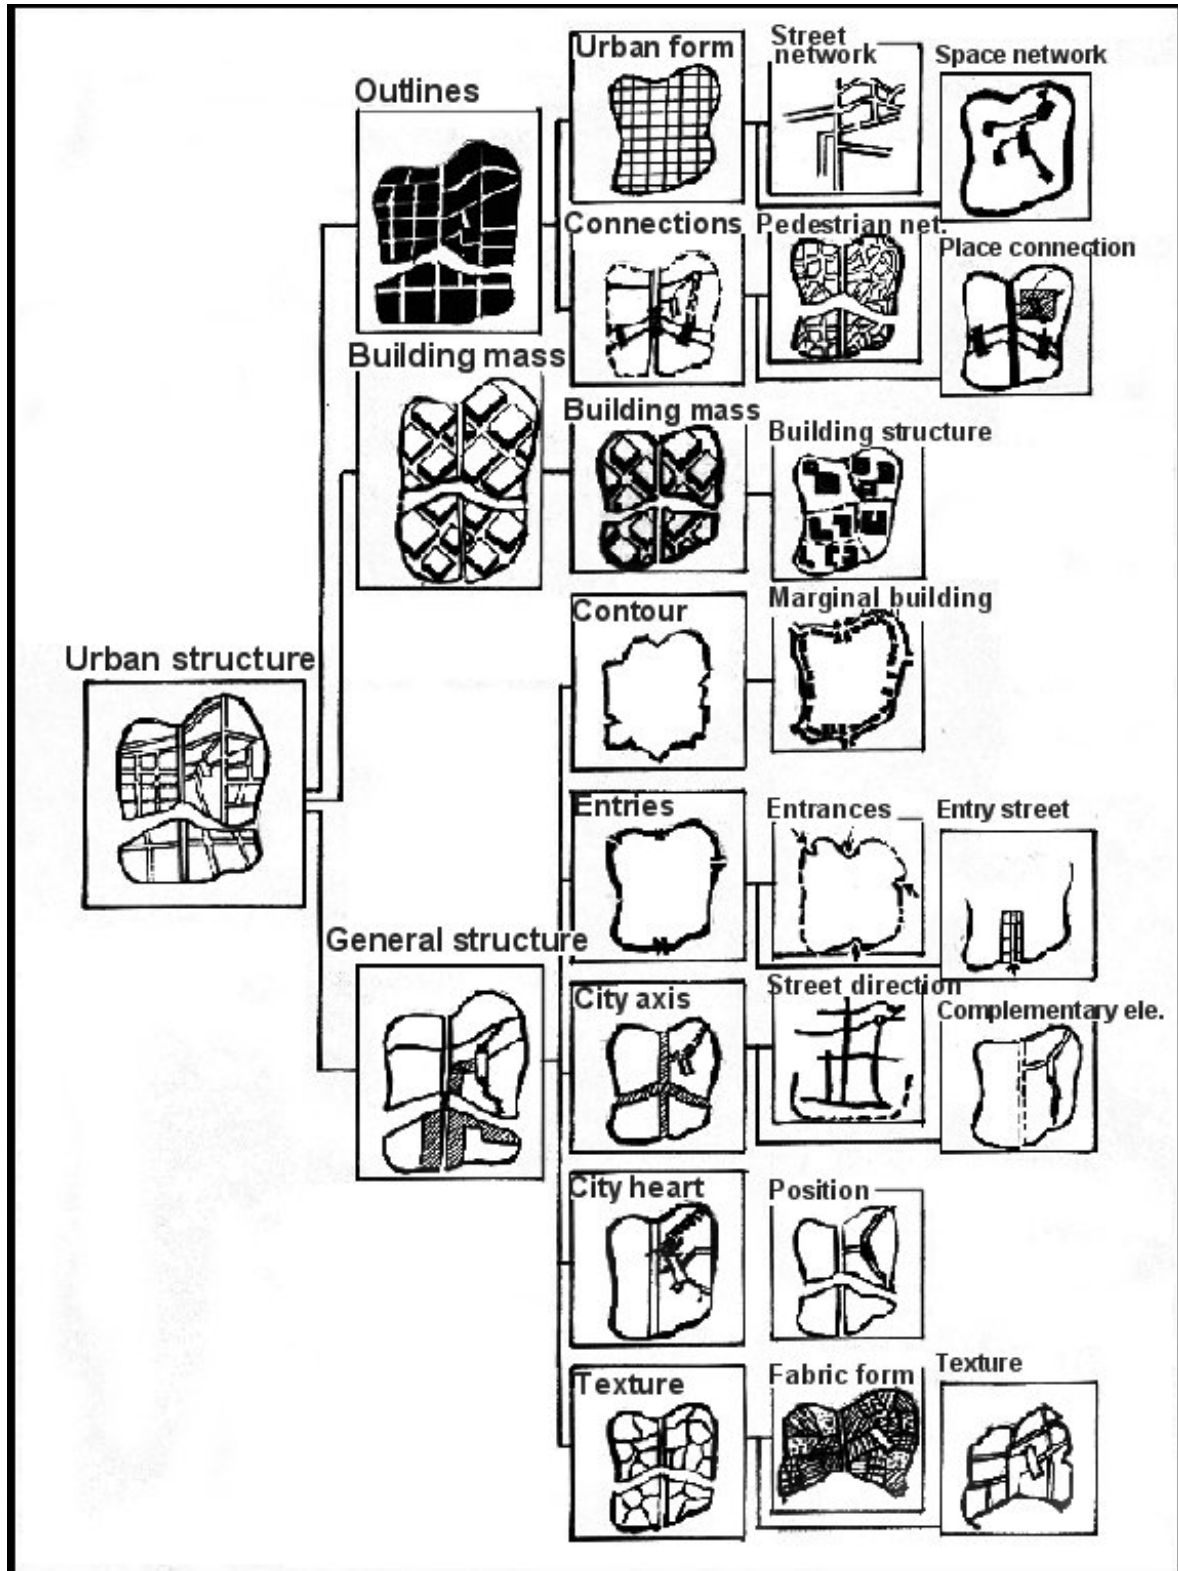 Urban form
Street
network
Space network
Outlines
Connections
Pedestrian net.
Place connection
Building mass
Building mass
Building structure
Contour
Marginal building
Urban structure
Entries
Entrances
Entry street
General structure
City axis
Street direction
Complementary ele.
City heart
Position
Texture
Fabric form
Texture